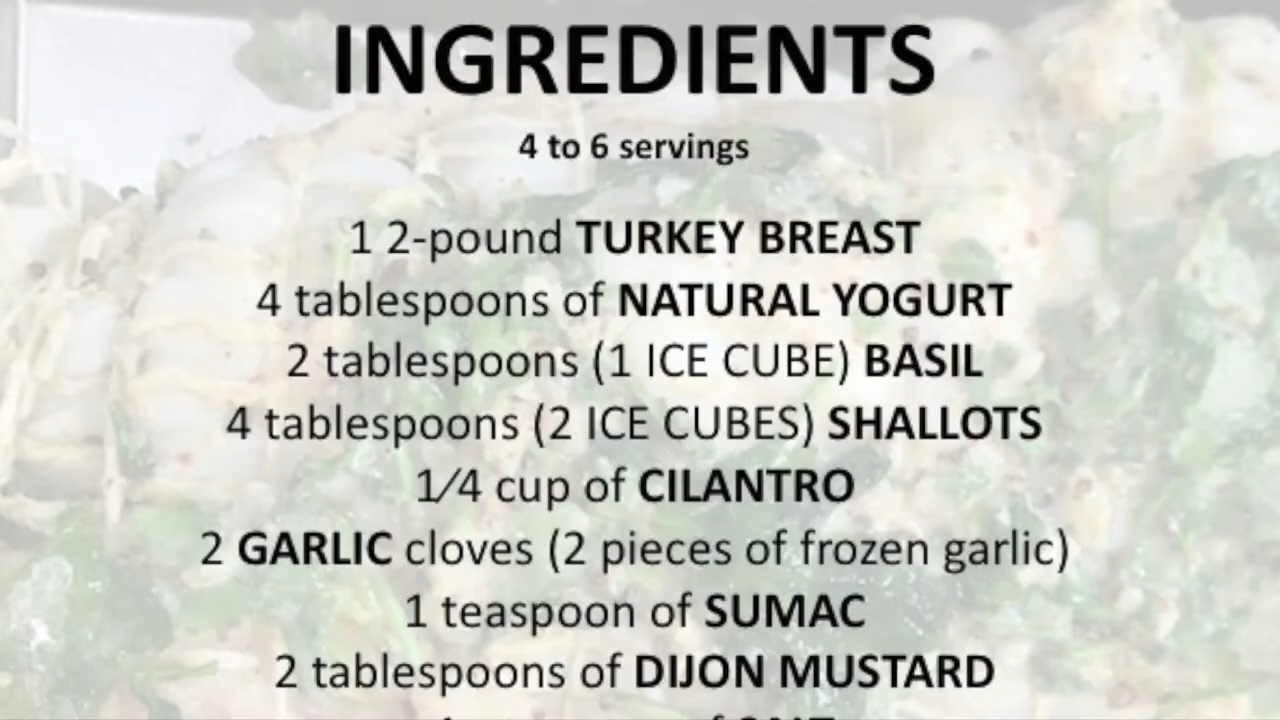 INGREDIENTS
4 to 6 servings
1 2-pound TURKEY BREAST
4 tablespoons of NATURAL YOGURT
2 tablespoons (1 ICE CUBE) BASIL
4 tablespoons (2 ICE CUBES) SHALLOTS
1⁄4 cup of CILANTRO
2 GARLIC cloves (2 pieces of frozen garlic)
1 teaspoon of SUMAC
2 tablespoons of DIJON MUSTARD